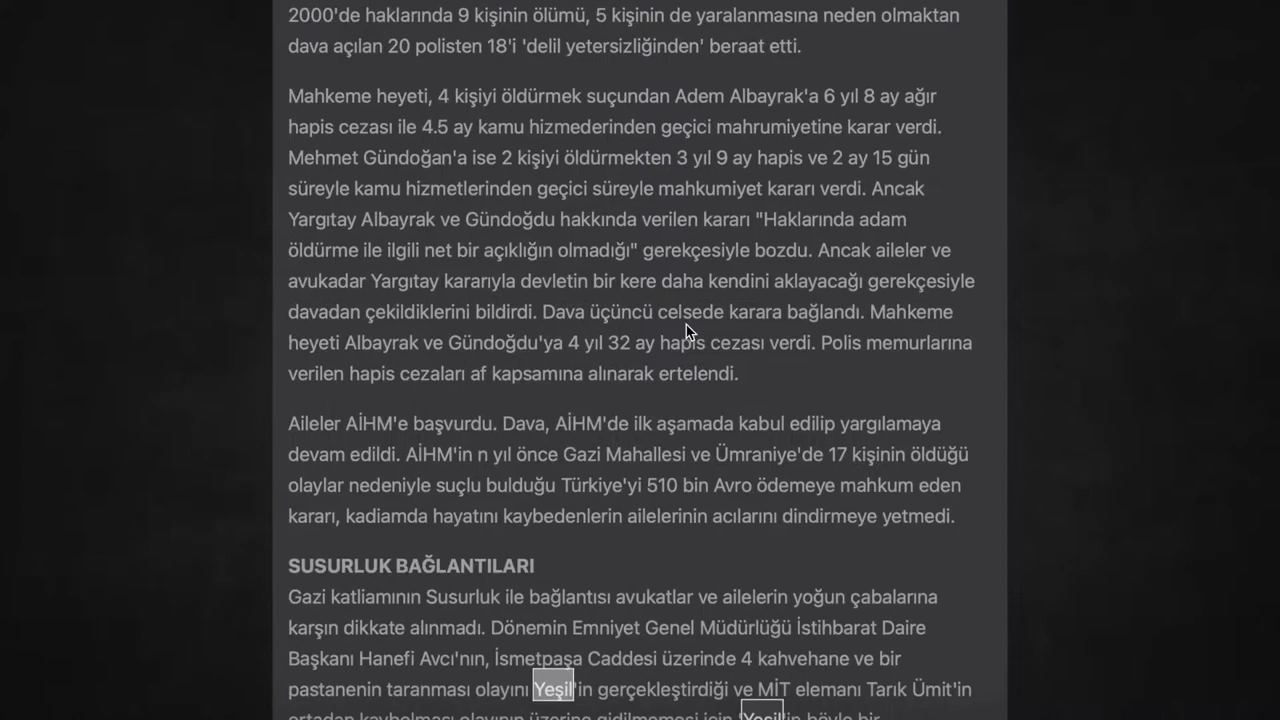 2000'de haklarında 9 kişinin ölümü, 5 kişinin de yaralanmasına neden olmaktan
dava açılan 20 polisten 18'i 'delil yetersizliğinden' beraat etti.
Mahkeme heyeti, 4 kişiyi öldürmek suçundan Adem Albayrak'a 6 yıl 8 ay ağır
hapis cezası ile 4.5 ay kamu hizmederinden geçici mahrumiyetine karar verdi.
Mehmet Gündoğan'a ise 2 kişiyi öldürmekten 3 yıl 9 ay hapis ve 2 ay 15 gün
süreyle kamu hizmetlerinden geçici süreyle mahkumiyet kararı verdi. Ancak
Yargıtay Albayrak ve Gündoğdu hakkında verilen kararı "Haklarında adam
öldürme ile ilgili net bir açıklığın olmadığı" gerekçesiyle bozdu. Ancak aileler ve
avukadar Yargıtay kararıyla devletin bir kere daha kendini aklayacağı gerekçesiyle
davadan çekildiklerini bildirdi. Dava üçüncü celsede karara bağlandı. Mahkeme
heyeti Albayrak ve Gündoğdu'ya 4 yıl 32 ay hapis cezası verdi. Polis memurlarına
verilen hapis cezaları af kapsamına alınarak ertelendi.
Aileler AİHM'e başvurdu. Dava, AİHM'de ilk aşamada kabul edilip yargılamaya
devam edildi. AİHM'in n yıl önce Gazi Mahallesi ve Ümraniye'de 17 kişinin öldüğü
olaylar nedeniyle suçlu bulduğu Türkiye'yi 510 bin Avro ödemeye mahkum eden
kararı, kadiamda hayatını kaybedenlerin ailelerinin acılarını dindirmeye yetmedi.
SUSURLUK BAĞLANTILARI
Gazi katliamının Susurluk ile bağlantısı avukatlar ve ailelerin yoğun çabalarına
karşın dikkate alınmadı. Dönemin Emniyet Genel Müdürlüğü İstihbarat Daire
Başkanı Hanefi Avcı'nın, İsmetpaşa Caddesi üzerinde 4 kahvehane ve bir
pastanenin taranması olayını Yeşil'in gerçekleştirdiği ve MİT elemanı Tarık Ümit'in
ortadan kaybolması olayının üzerine gidilmemesi için 'Yeşil'in böyle bir